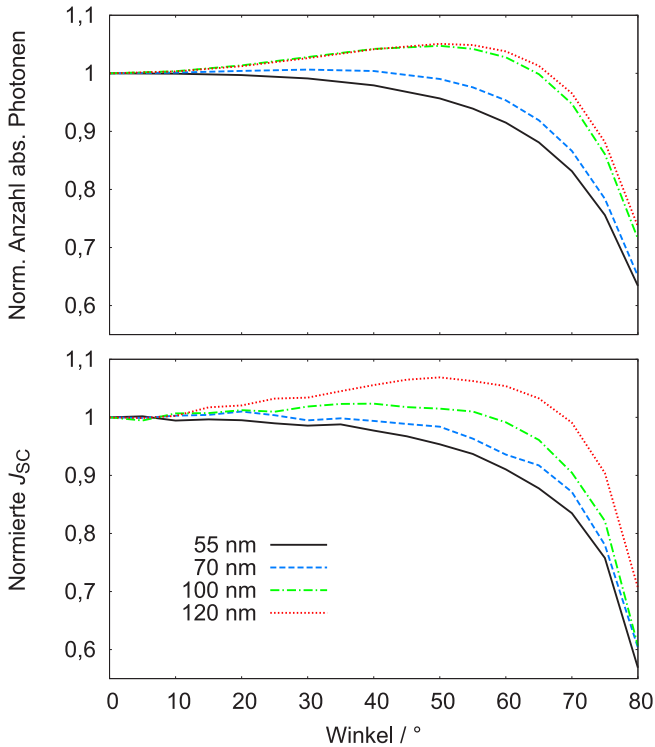 Norm. Anzahl abs. Photonen
1,1
1
0,9
0,8
0,7
0,6
Normierte JSC
1,1
1
0,9
0,8
0,7
0,6
55 nm
70 nm
100 nm
120 nm
0 10 20 30 40 50 60 70 80
Winkel / °